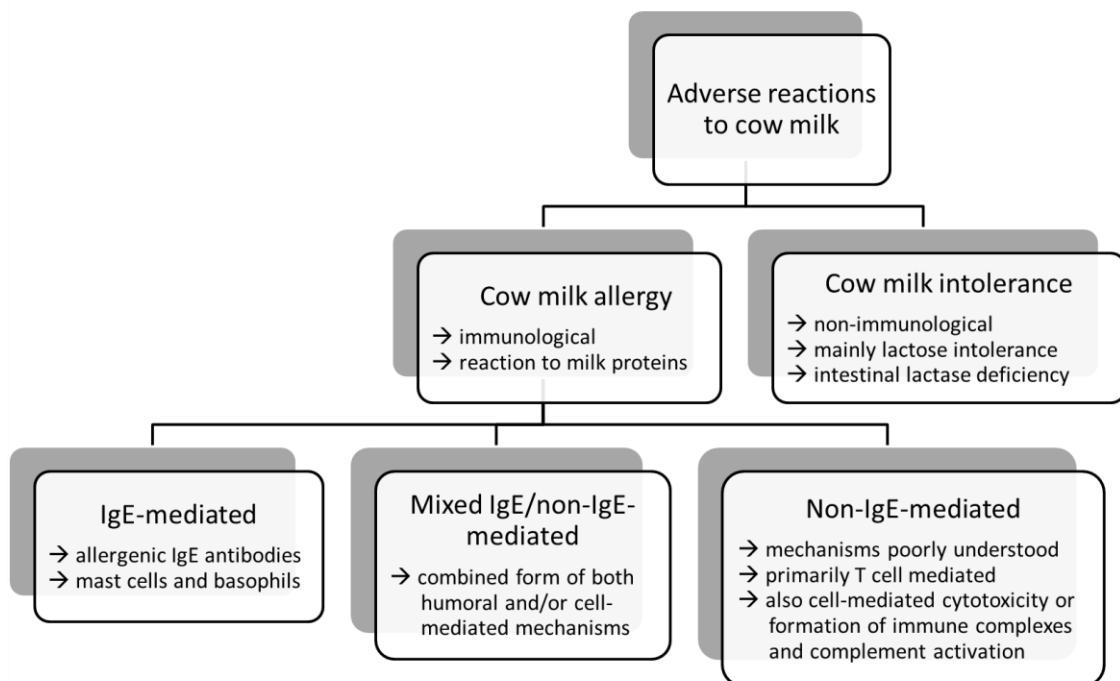 Adverse reactions
to cow milk
Cow milk allergy
→ immunological
→ reaction to milk proteins
Cow milk intolerance
→ non-immunological
→ mainly lactose intolerance
→ intestinal lactase deficiency
IgE-mediated
→ allergenic IgE antibodies
→ mast cells and basophils
Mixed IgE/non-IgE-
mediated
→ combined form of both
humoral and/or cell-
mediated mechanisms
Non-IgE-mediated
→ mechanisms poorly understood
→ primarily T cell mediated
→ also cell-mediated cytotoxicity or
formation of immune complexes
and complement activation